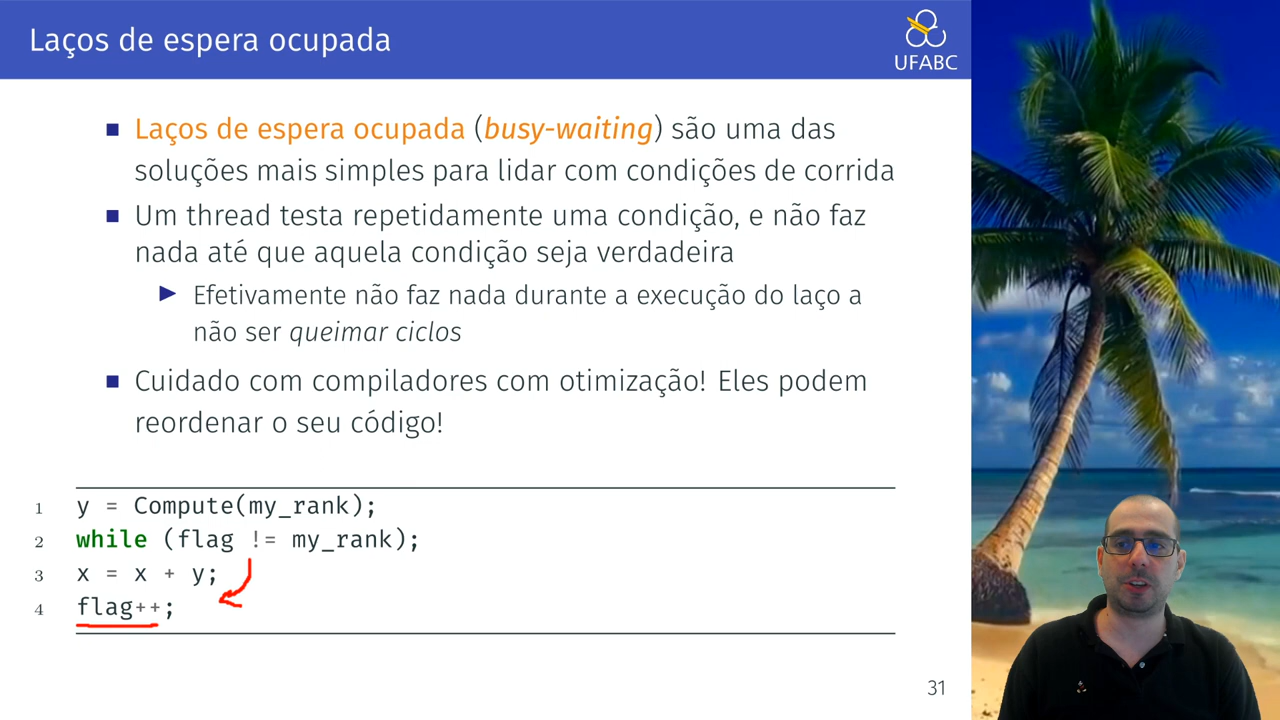 Laços de espera ocupada
UFABC
Laços de espera ocupada (busy-waiting) são uma das
soluções mais simples para lidar com condições de corrida
Um thread testa repetidamente uma condição, e não faz
nada até que aquela condição seja verdadeira
Efetivamente não faz nada durante a execução do laço a
não ser queimar ciclos
Cuidado com compiladores com otimização! Eles podem
reordenar o seu código!
1 y = Compute(my_rank);
2 while (flag != my_rank);
3 x = x + y;
4 flag++;
31